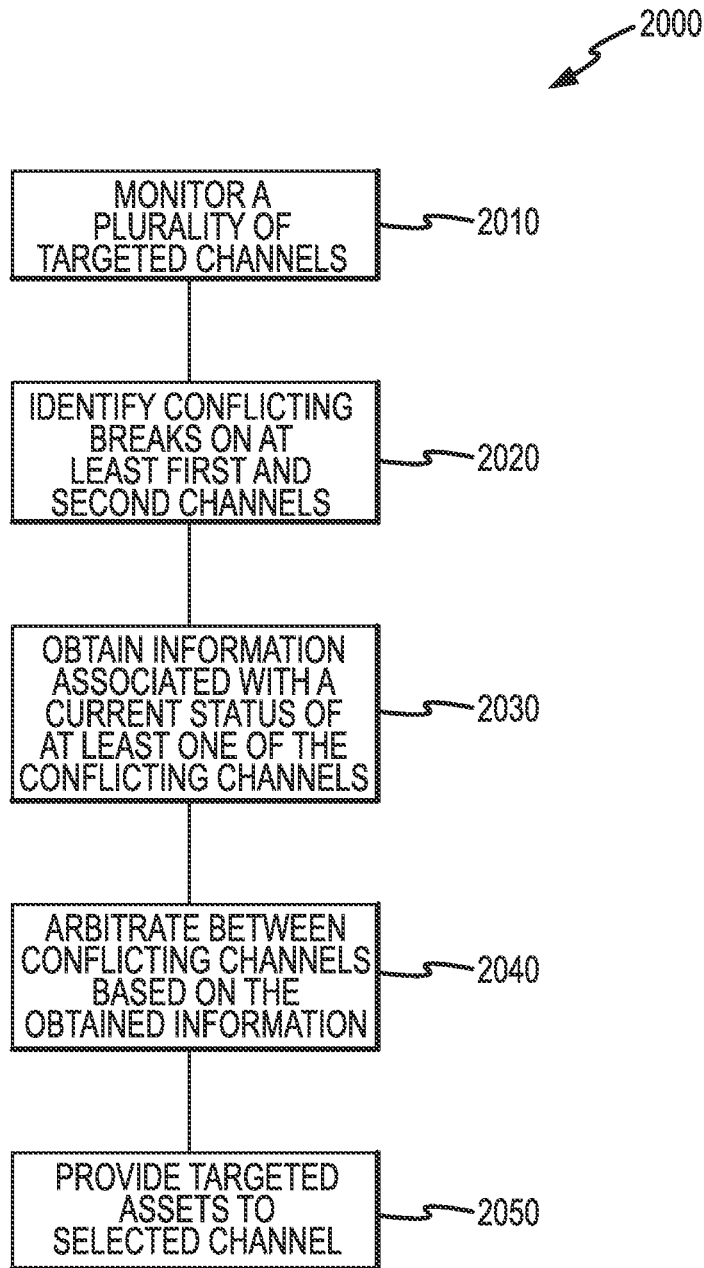 2000
MONITOR A
PLURALITY OF
TARGETED CHANNELS
2010
IDENTIFY CONFLICTING
BREAKS ON AT
LEAST FIRST AND
SECOND CHANNELS
2020
OBTAIN INFORMATION
ASSOCIATED WITH A
CURRENT STATUS OF
AT LEAST ONE OF THE
CONFLICTING CHANNELS
2030
ARBITRATE BETWEEN
CONFLICTING CHANNELS
BASED ON THE
OBTAINED INFORMATION
2040
PROVIDE TARGETED
ASSETS TO
SELECTED CHANNEL
2050